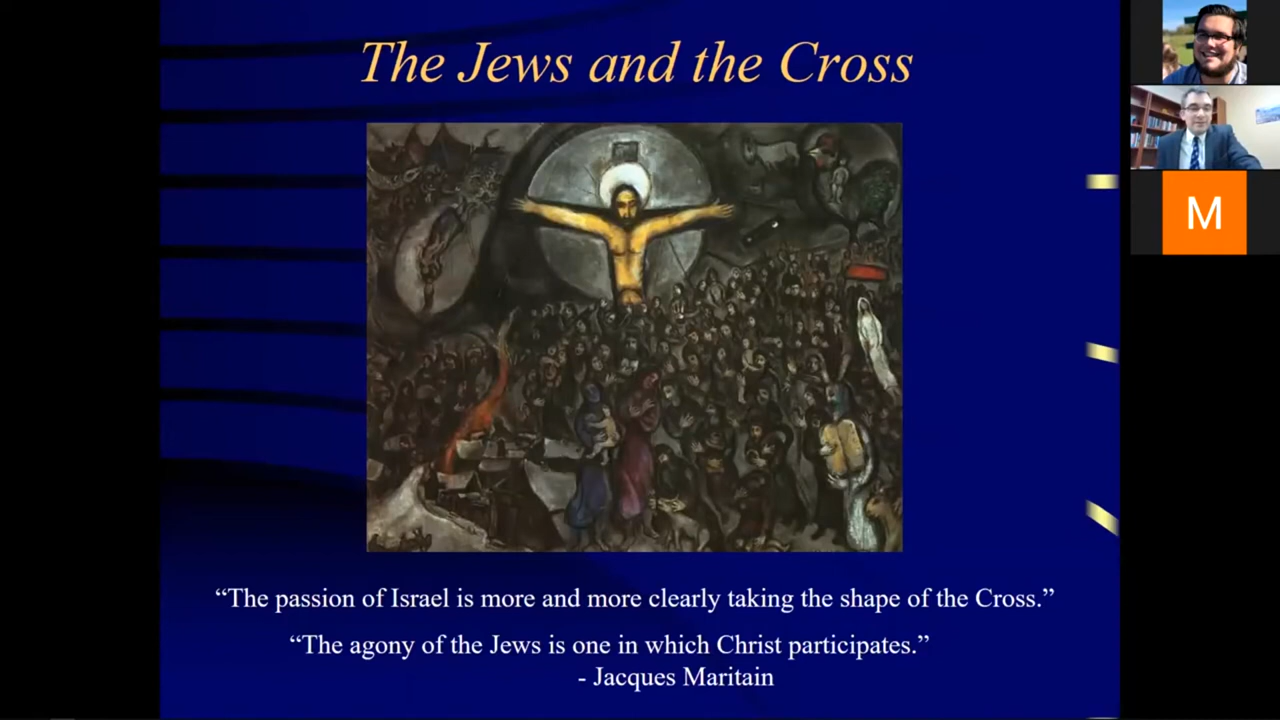 The Jews and the Cross
“The passion of Israel is more and more clearly taking the shape of the Cross.”
“The agony of the Jews is one in which Christ participates.”
- Jacques Maritain
M